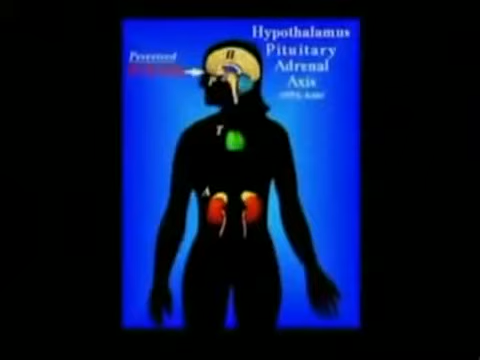 Hypothalamus
Pituitary
Adrenal
Axis
Perceived
H
P
T
A